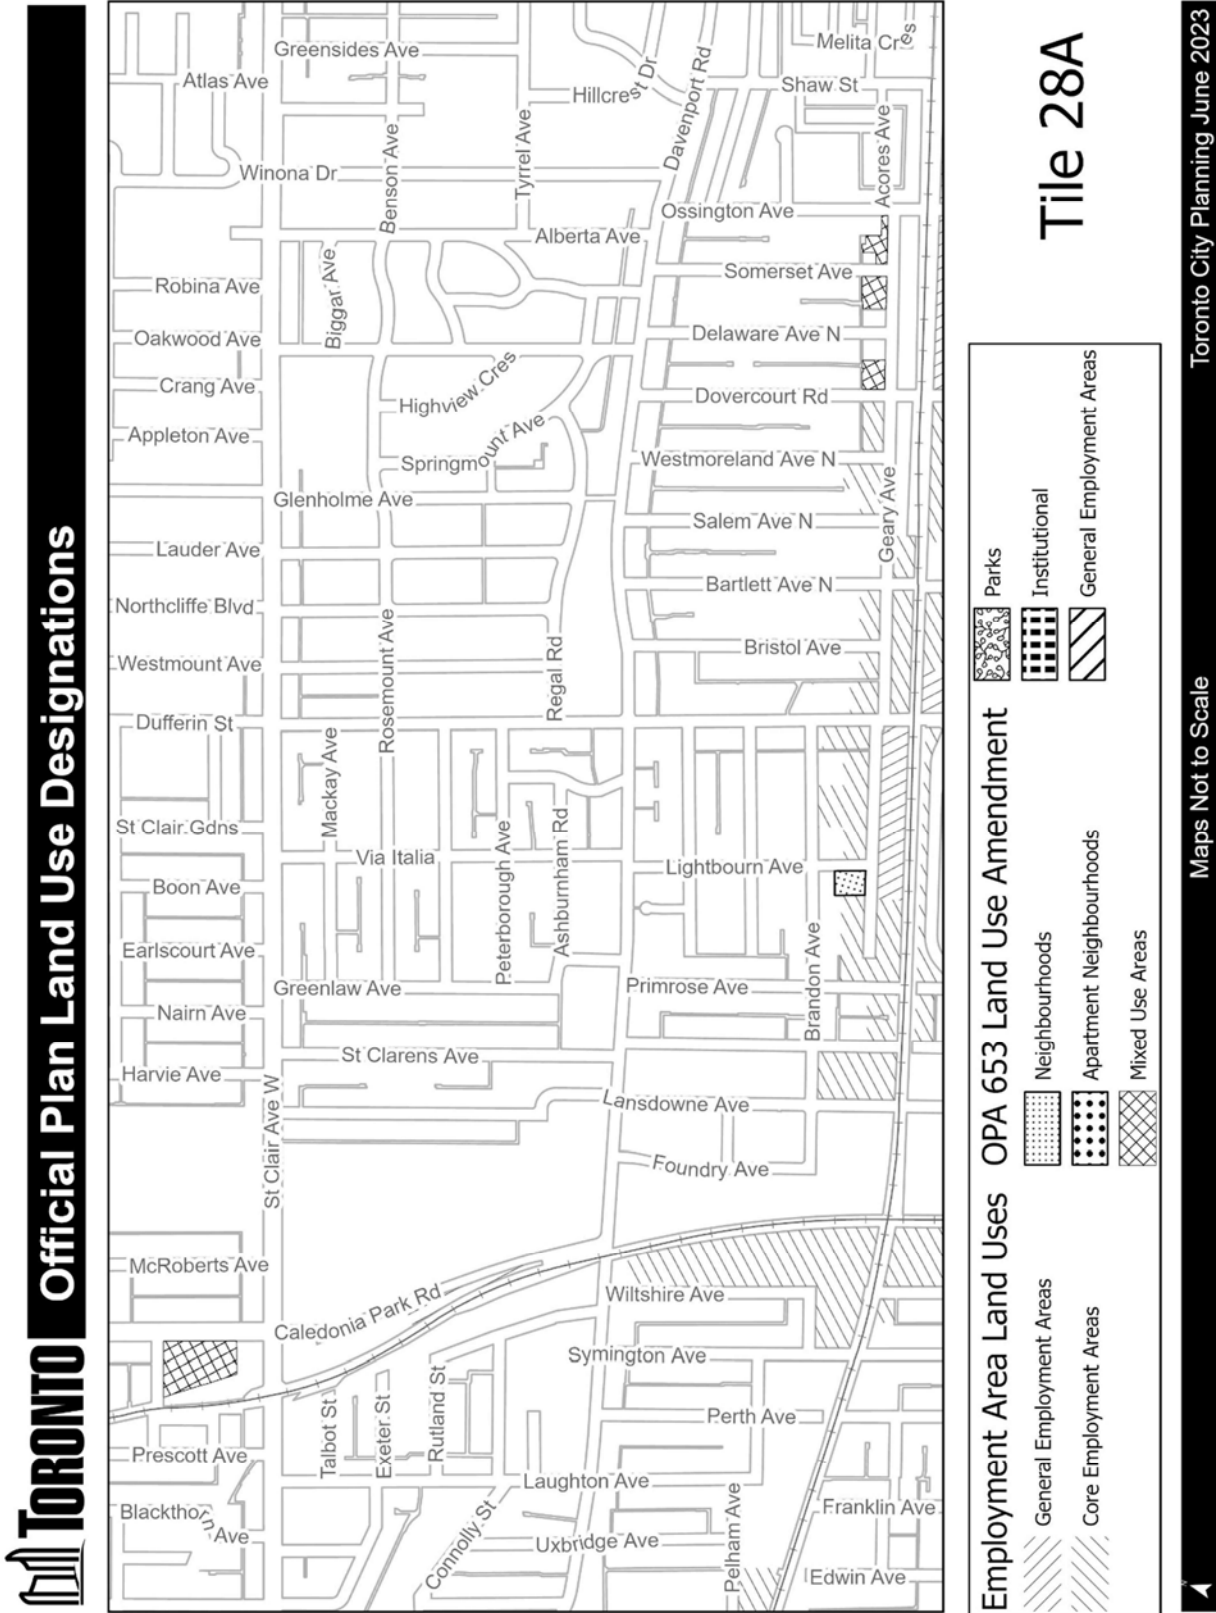 TORONTO
Official Plan Land Use Designations
Greensides Ave
Atlas Ave
Winona Dr
Benson Ave
Tyrrel Ave
Hillcrest Dr
Davenport Rd
Melita Cres
Shaw St
Acores Ave
Ossington Ave
Alberta Ave
Somerset Ave
Robina Ave
Biggar Ave
Oakwood Ave
Delaware Ave N
Crang Ave
Highview Cres
Dovercourt Rd
Appleton Ave
Springmount Ave
Westmoreland Ave N
Glenholme Ave
Geary Ave
Salem Ave N
Lauder Ave
Bartlett Ave N
Northcliffe Blvd
Rosemount Ave
Regal Rd
Bristol Ave
Westmount Ave
Dufferin St
Mackay Ave
St Clair Gdns
Via Italia
Peterborough Ave
Ashburnham Rd
Lightbourn Ave
Boon Ave
Earlscourt Ave
Brandon Ave
Greenlaw Ave
Primrose Ave
Nairn Ave
St Clarens Ave
Harvie Ave
St Clair Ave W
Lansdowne Ave
Foundry Ave
McRoberts Ave
Caledonia Park Rd
Wiltshire Ave
Symington Ave
Talbot St
Exeter St
Rutland St
Perth Ave
Prescott Ave
Laughton Ave
Blackthorn Ave
Connolly St
Uxbridge Ave
Pelham Ave
Franklin Ave
Edwin Ave
Tile 28A
Employment Area Land Uses
General Employment Areas
Core Employment Areas
OPA 653 Land Use Amendment
Neighbourhoods
Apartment Neighbourhoods
Mixed Use Areas
Parks
Institutional
General Employment Areas
N
Maps Not to Scale
Toronto City Planning June 2023